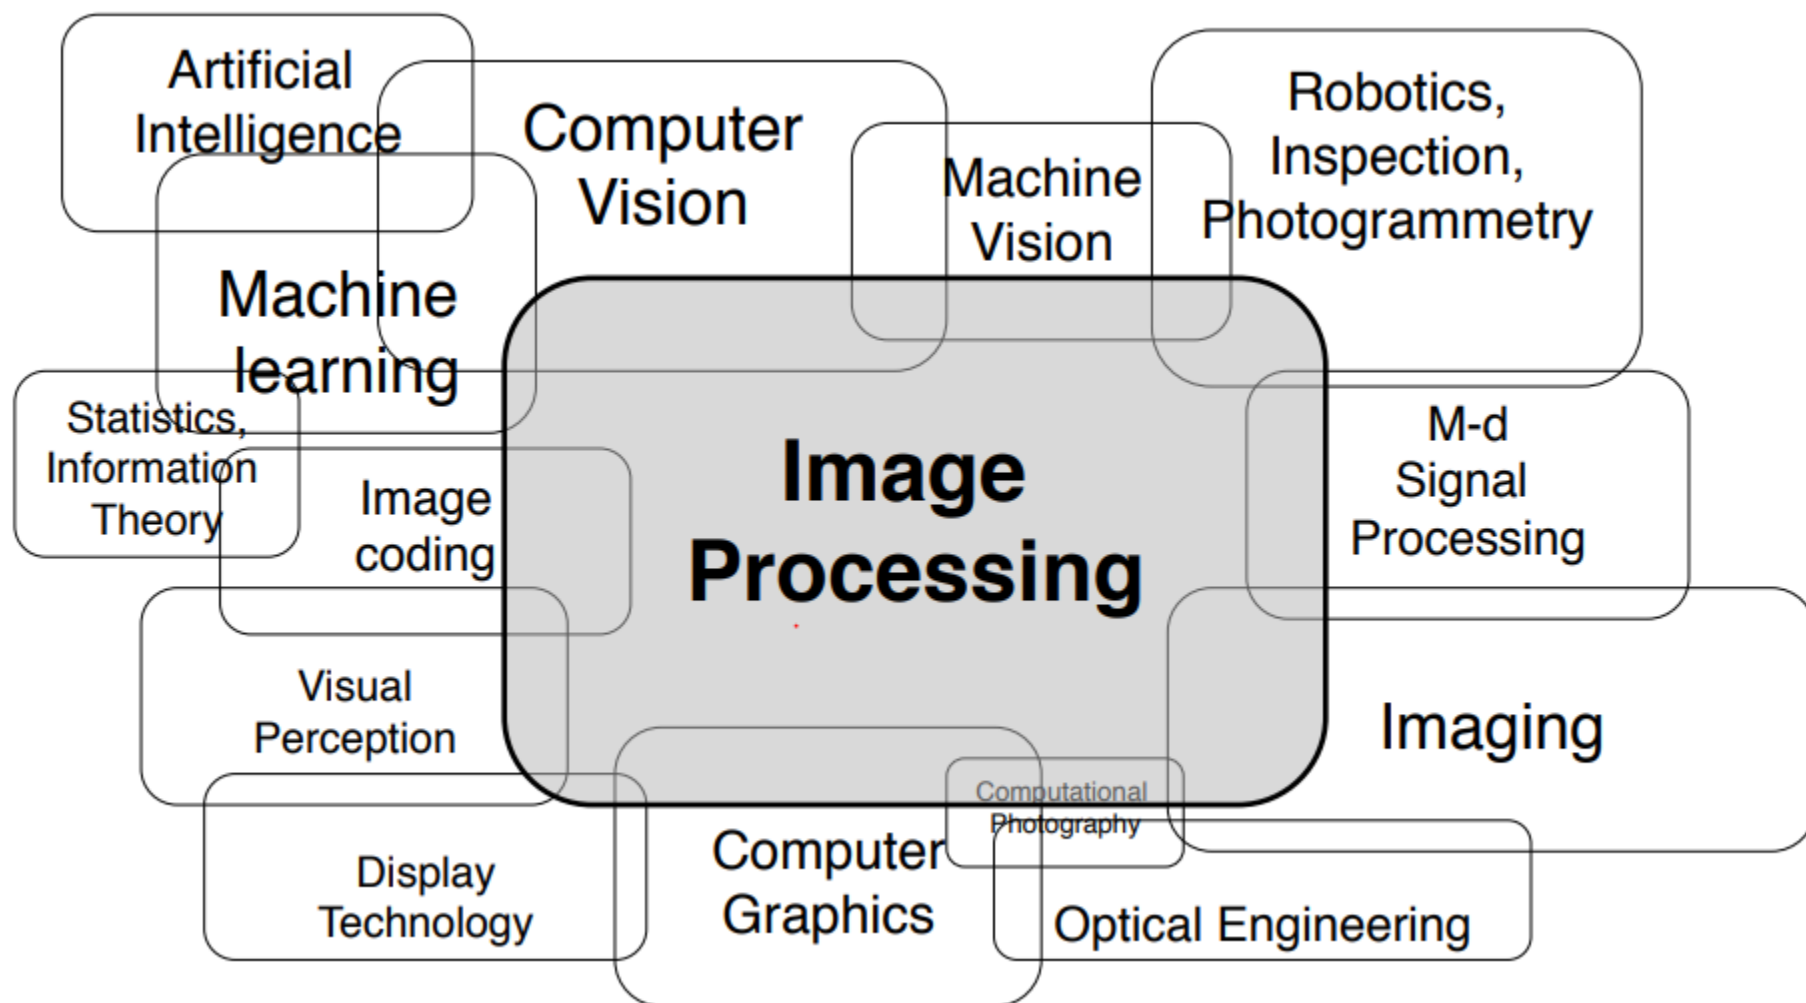 Artificial
Intelligence
Computer
Vision
Machine
Vision
Robotics,
Inspection,
Photogrammetry
Machine
learning
Statistics,
Information
Theory
Image
coding
Image
Processing
M-d
Signal
Processing
Visual
Perception
Imaging
Computational
Photography
Display
Technology
Computer
Graphics
Optical Engineering